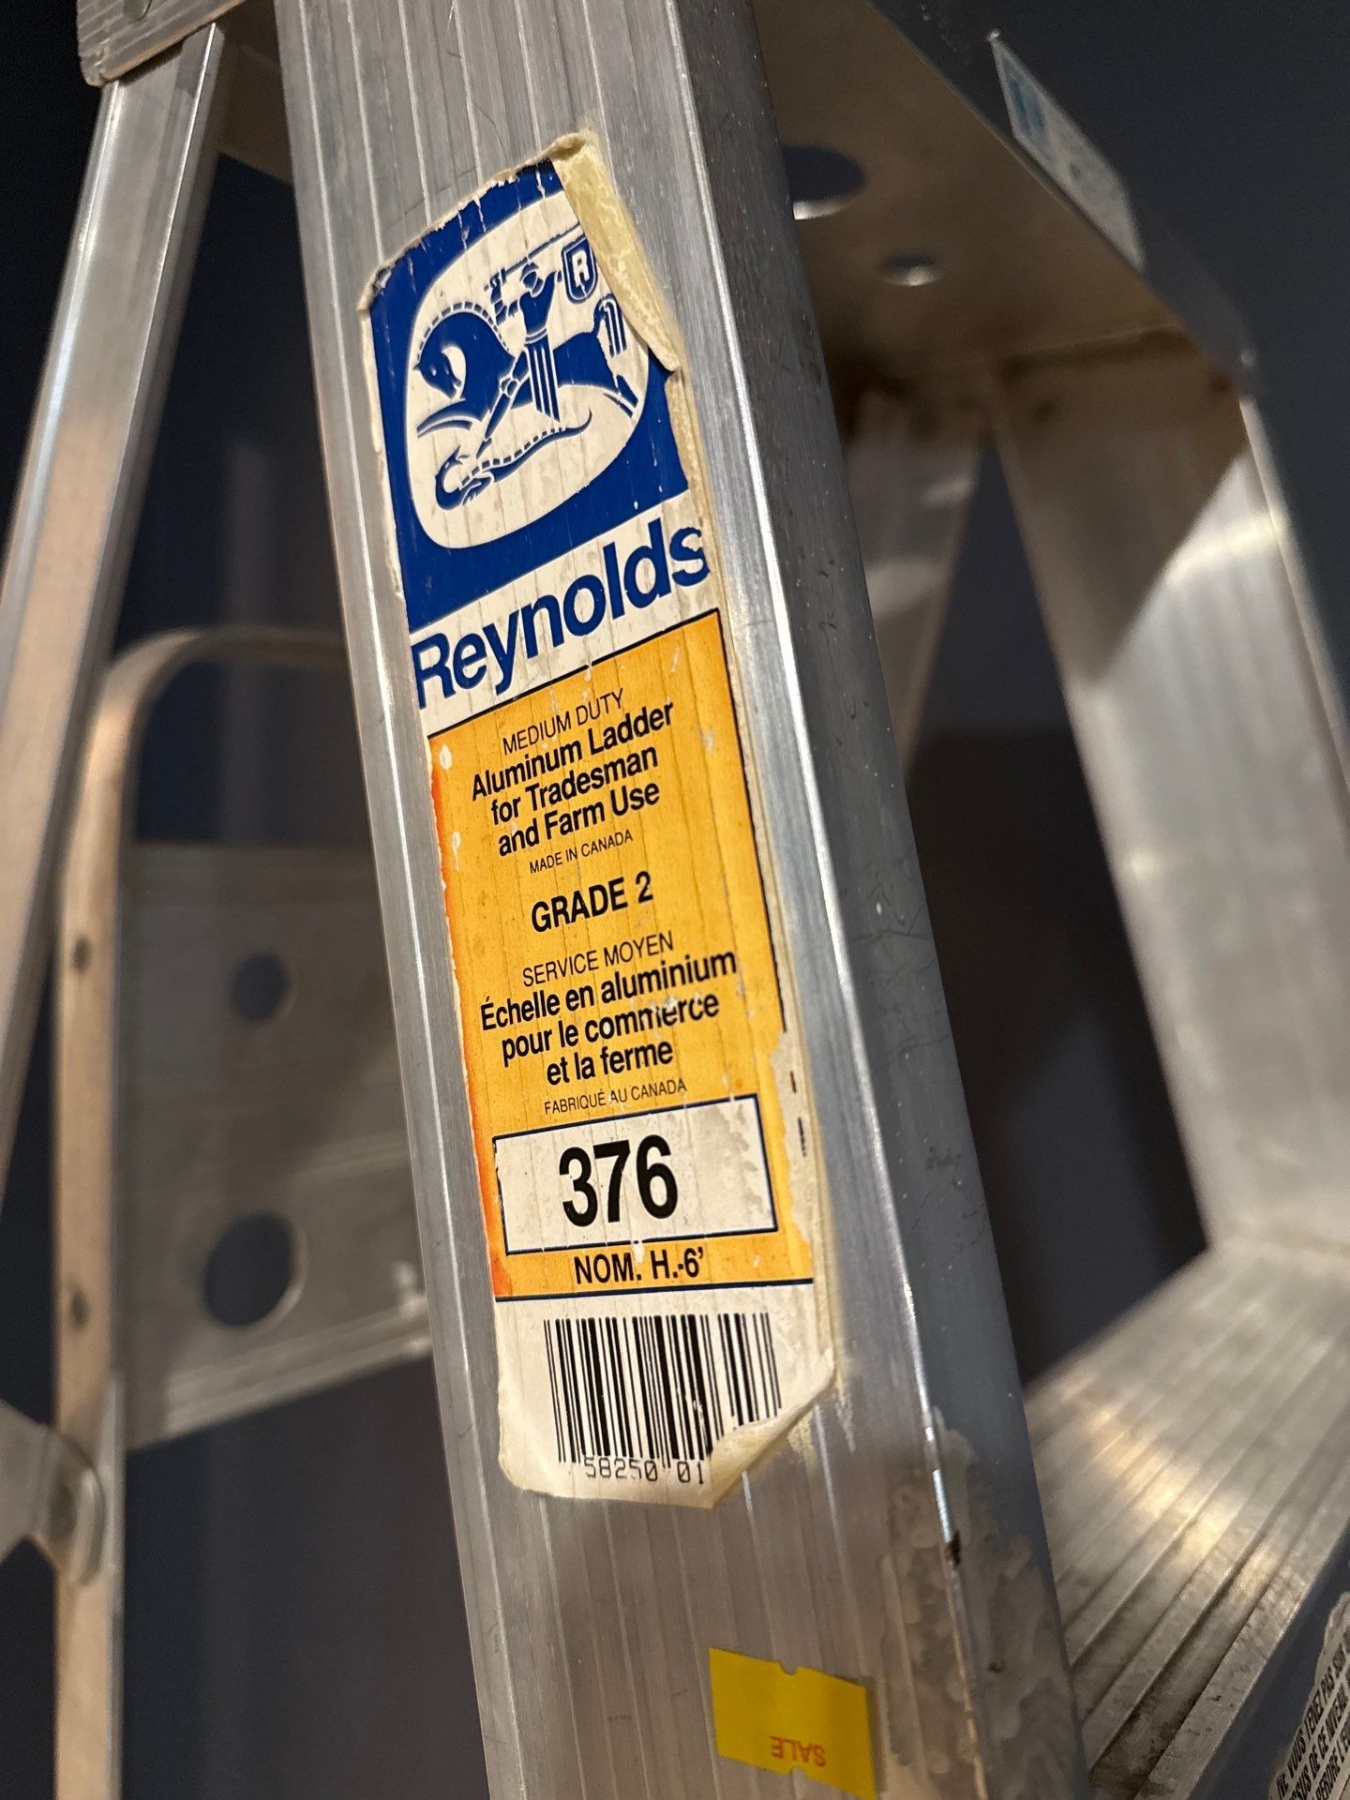 R
Reynolds
MEDIUM DUTY
Aluminum Ladder
for Tradesman
and Farm Use
MADE IN CANADA
GRADE 2
SERVICE MOYEN
Échelle en aluminium
pour le commerce
et la ferme
FABRIQUÉ AU CANADA
376
NOM. H.-6'
58250 01
SALE